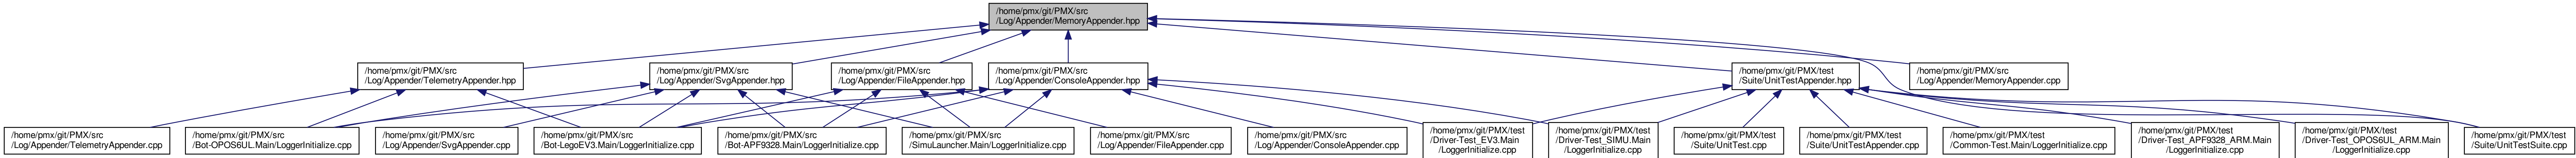 /home/pmx/git/PMX/src
/Log/Appender/MemoryAppender.hpp
/home/pmx/git/PMX/src
/Log/Appender/TelemetryAppender.hpp
/home/pmx/git/PMX/src
/Log/Appender/SvgAppender.hpp
/home/pmx/git/PMX/src
/Log/Appender/FileAppender.hpp
/home/pmx/git/PMX/src
/Log/Appender/ConsoleAppender.hpp
/home/pmx/git/PMX/test
/Suite/UnitTestAppender.hpp
/home/pmx/git/PMX/src
/Log/Appender/MemoryAppender.cpp
/home/pmx/git/PMX/src
/Log/Appender/TelemetryAppender.cpp
/home/pmx/git/PMX/src
/Bot-OPOS6UL.Main/LoggerInitialize.cpp
/home/pmx/git/PMX/src
/Log/Appender/SvgAppender.cpp
/home/pmx/git/PMX/src
/Bot-LegoEV3.Main/LoggerInitialize.cpp
/home/pmx/git/PMX/src
/Bot-APF9328.Main/LoggerInitialize.cpp
/home/pmx/git/PMX/src
/SimuLauncher.Main/LoggerInitialize.cpp
/home/pmx/git/PMX/src
/Log/Appender/FileAppender.cpp
/home/pmx/git/PMX/src
/Log/Appender/ConsoleAppender.cpp
/home/pmx/git/PMX/test
/Driver-Test_EV3.Main
/LoggerInitialize.cpp
/home/pmx/git/PMX/test
/Driver-Test_SIMU.Main
/LoggerInitialize.cpp
/home/pmx/git/PMX/test
/Suite/UnitTest.cpp
/home/pmx/git/PMX/test
/Suite/UnitTestAppender.cpp
/home/pmx/git/PMX/test
/Common-Test.Main/LoggerInitialize.cpp
/home/pmx/git/PMX/test
/Driver-Test_APF9328_ARM.Main
/LoggerInitialize.cpp
/home/pmx/git/PMX/test
/Driver-Test_OPOS6UL_ARM.Main
/LoggerInitialize.cpp
/home/pmx/git/PMX/test
/Suite/UnitTestSuite.cpp